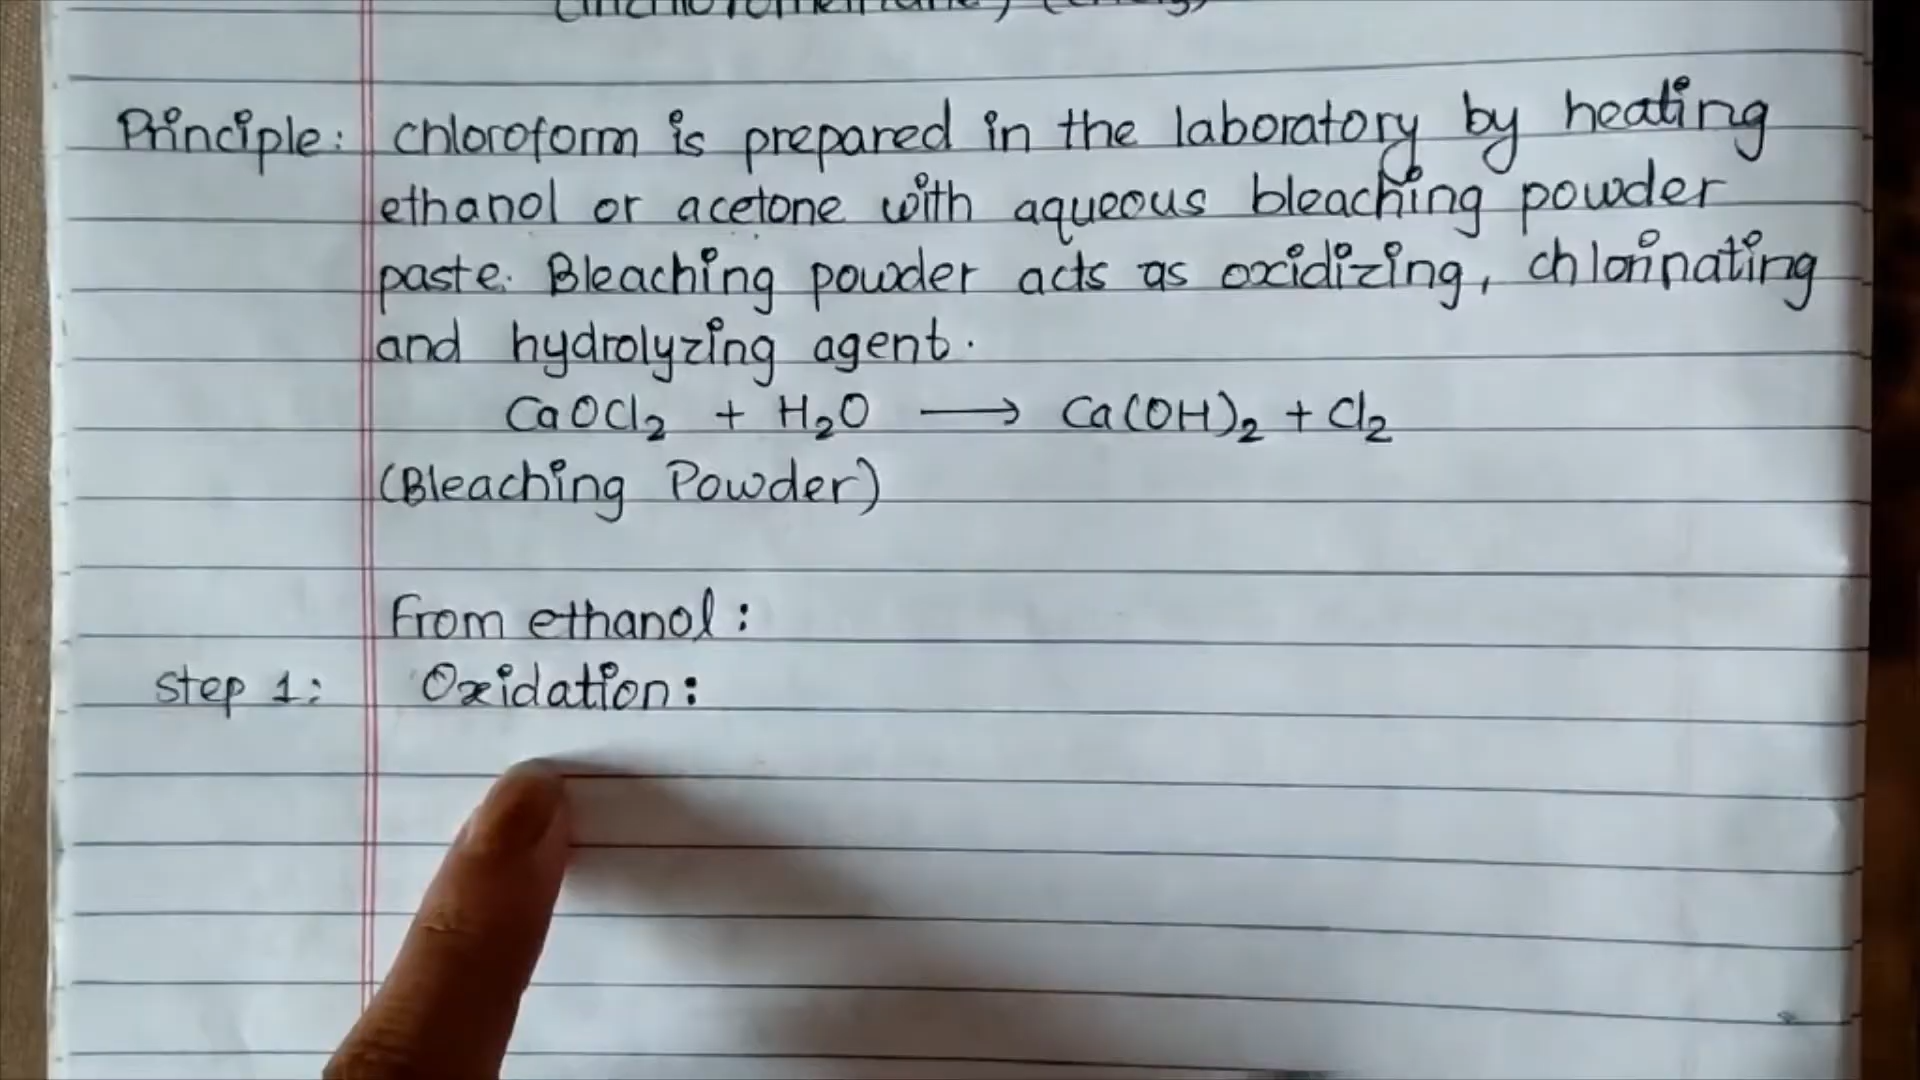 Principle: Chloroform is prepared in the laboratory by heating
ethanol or acetone with aqueous bleaching powder
paste. Bleaching powder acts as oxidizing, chlorinating
and hydrolyzing agent.
CaOCl₂ + H₂O ⟶ Ca(OH)₂ + Cl₂
(Bleaching Powder)
From ethanol:
Step 1: Oxidation: